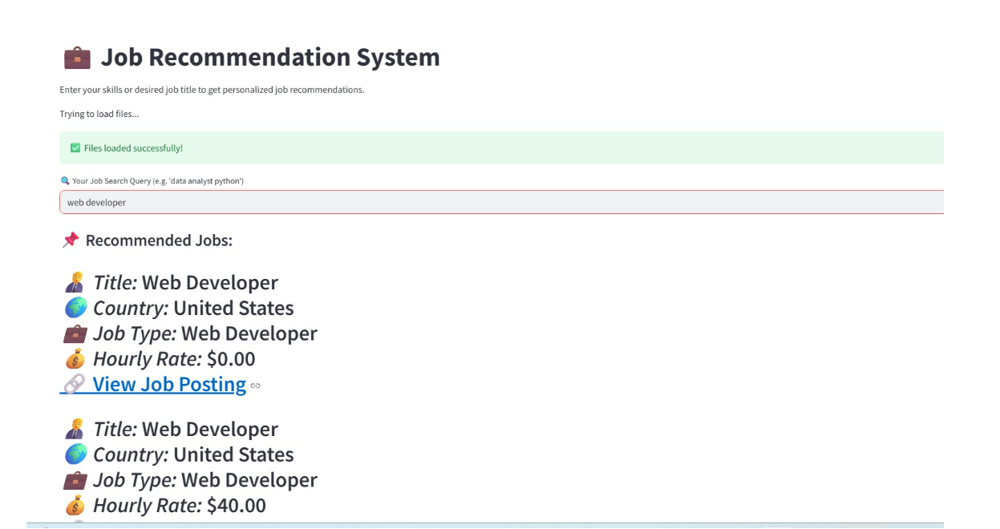 💼 Job Recommendation System
Enter your skills or desired job title to get personalized job recommendations.
Trying to load files...
✅ Files loaded successfully!
🔍 Your Job Search Query (e.g. 'data analyst python')
web developer
📌 Recommended Jobs:
🧑‍💼 Title: Web Developer
🌍 Country: United States
💼 Job Type: Web Developer
💰 Hourly Rate: $0.00
🔗 View Job Posting
🧑‍💼 Title: Web Developer
🌍 Country: United States
💼 Job Type: Web Developer
💰 Hourly Rate: $40.00